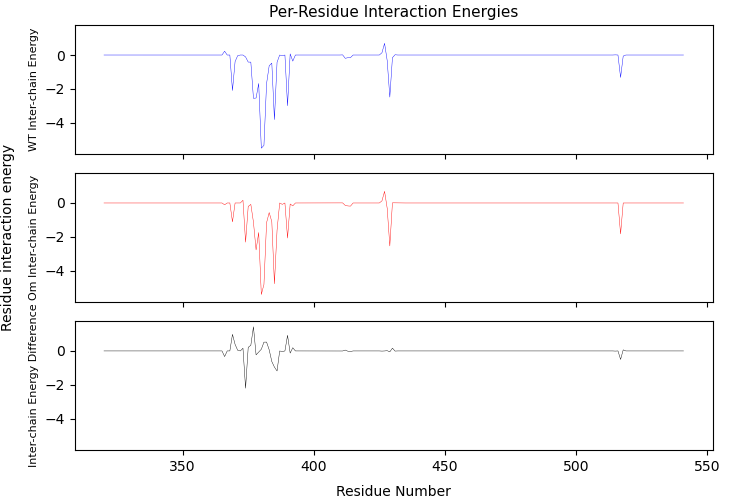 Per-Residue Interaction Energies
Residue interaction energy
WT Inter-chain Energy
0
−2
−4
Om Inter-chain Energy
0
−2
−4
Inter-chain Energy Difference
0
−2
−4
350
400
450
500
550
Residue Number